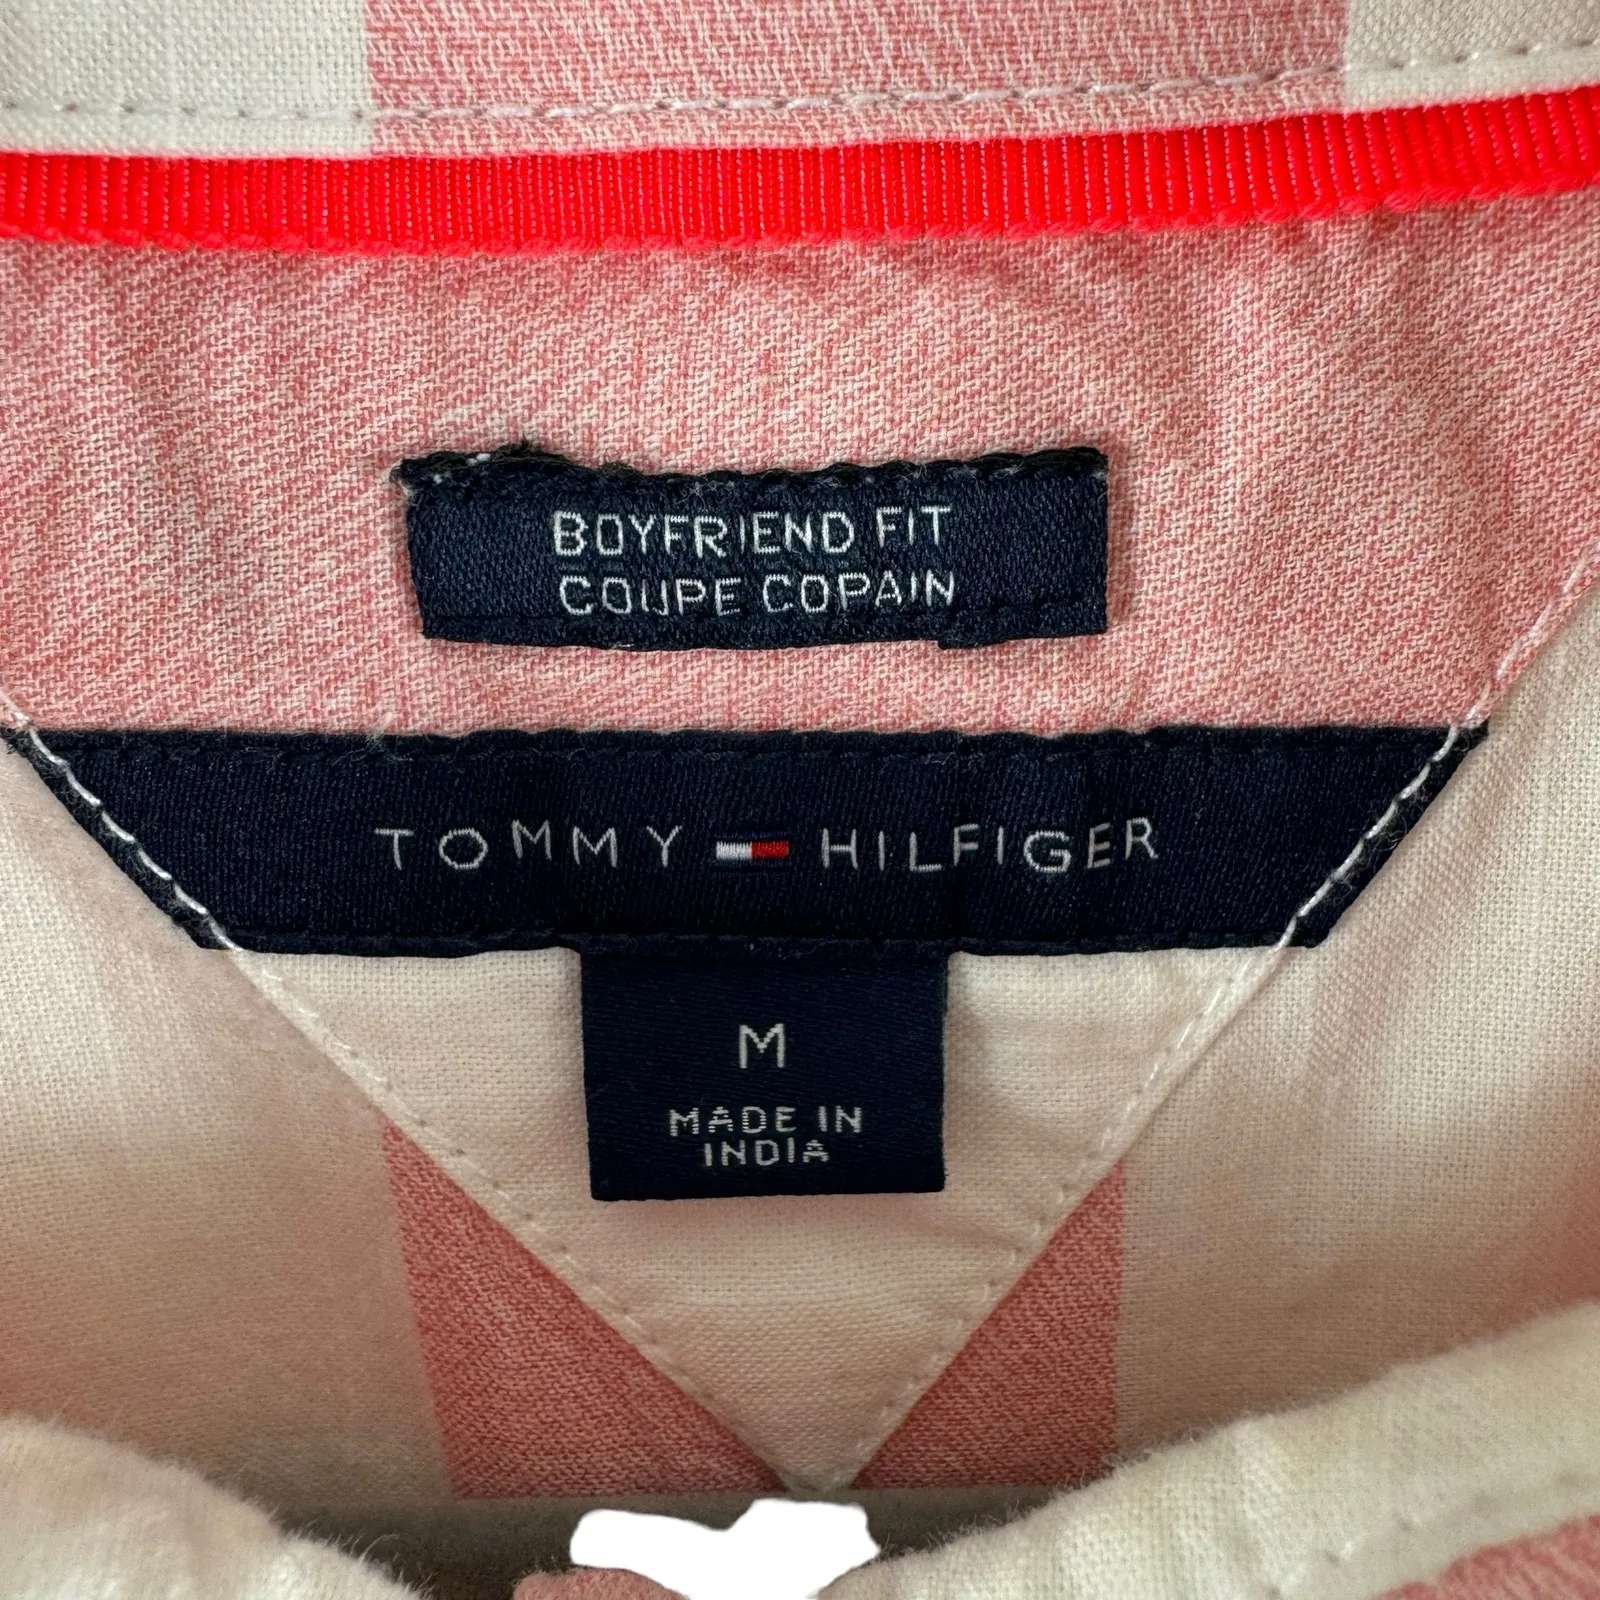 BOYFRIEND FIT
COUPE COPAIN
TOMMY HILFIGER
M
MADE IN
INDIA